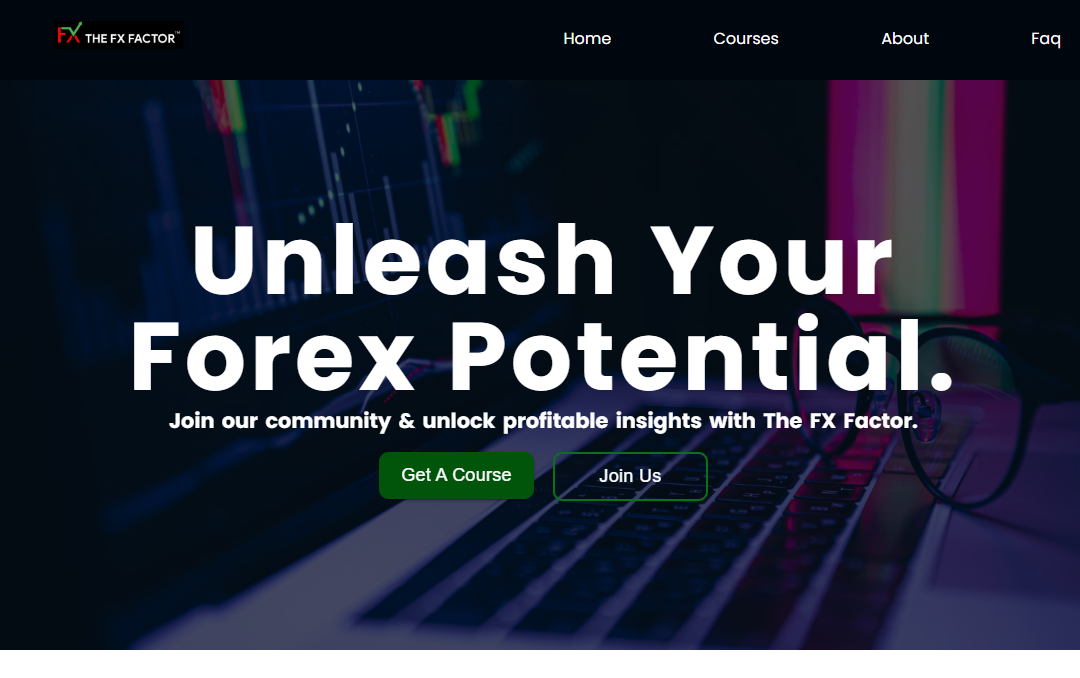 FX THE FX FACTOR™
Home
Courses
About
Faq
Unleash Your
Forex Potential.
Join our community & unlock profitable insights with The FX Factor.
Get A Course
Join Us